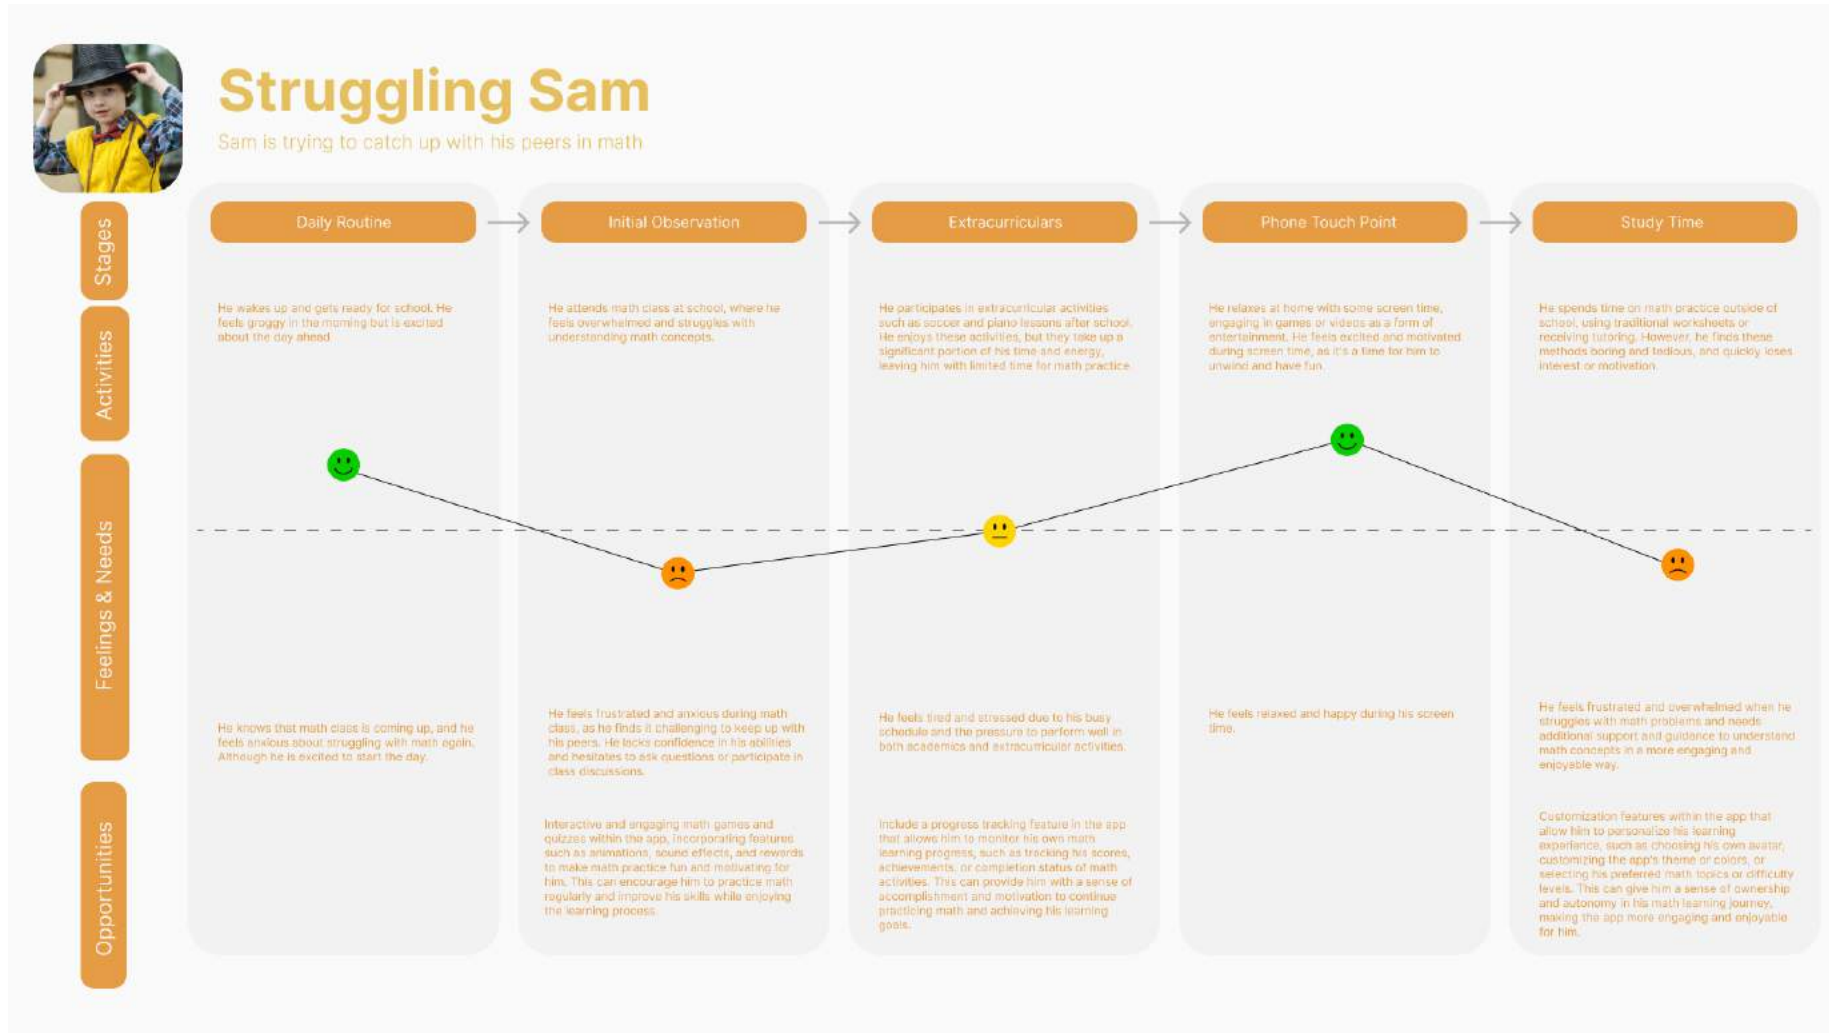 Struggling Sam
Sam is trying to catch up with his peers in math
Stages
Daily Routine
Initial Observation
Extracurriculars
Phone Touch Point
Study Time
Activities
He wakes up and gets ready for school. He
feels groggy in the morning but is excited
about the day ahead
He attends math class at school, where he
feels overwhelmed and struggles with
understanding math concepts.
He participates in extracurricular activities
such as soccer and piano lessons after school.
He enjoys these activities, but they take up a
significant portion of his time and energy,
leaving him with limited time for math practice
He relaxes at home with some screen time,
engaging in games or videos as a form of
entertainment. He feels excited and motivated
during screen time, as it's a time for him to
unwind and have fun.
He spends time on math practice outside of
school, using traditional worksheets or
receiving tutoring. However, he finds these
methods boring and tedious, and quickly loses
interest or motivation.
Feelings & Needs
He knows that math class is coming up, and he
feels anxious about struggling with math again.
Although he is excited to start the day.
He feels frustrated and anxious during math
class, as he finds it challenging to keep up with
his peers. He lacks confidence in his abilities
and hesitates to ask questions or participate in
class discussions.
He feels tired and stressed due to his busy
schedule and the pressure to perform well in
both academics and extracurricular activities.
He feels relaxed and happy during his screen
time.
He feels frustrated and overwhelmed when he
struggles with math problems and needs
additional support and guidance to understand
math concepts in a more engaging and
enjoyable way.
Opportunities
Interactive and engaging math games and
quizzes within the app, incorporating features
such as animations, sound effects, and rewards
to make math practice fun and motivating for
him. This can encourage him to practice math
regularly and improve his skills while enjoying
the learning process.
Include a progress tracking feature in the app
that allows him to monitor his own math
learning progress, such as tracking his scores,
achievements, or completion status of math
activities. This can provide him with a sense of
accomplishment and motivation to continue
practicing math and achieving his learning
goals.
Customization features within the app that
allow him to personalize his learning
experience, such as choosing his own avatar,
customizing the app's theme or colors, or
selecting his preferred math topics or difficulty
levels. This can give him a sense of ownership
and autonomy in his math learning journey,
making the app more engaging and enjoyable
for him.